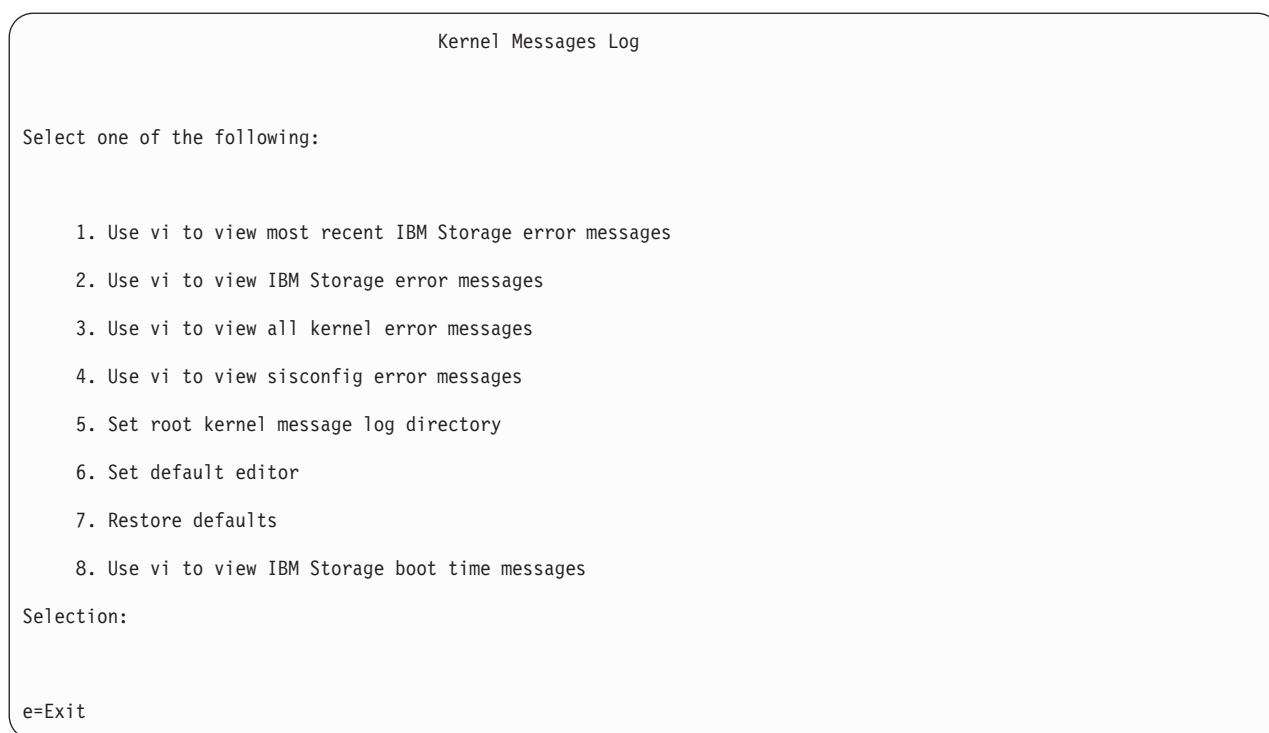 Kernel Messages Log
Select one of the following:
1. Use vi to view most recent IBM Storage error messages
2. Use vi to view IBM Storage error messages
3. Use vi to view all kernel error messages
4. Use vi to view sisconfig error messages
5. Set root kernel message log directory
6. Set default editor
7. Restore defaults
8. Use vi to view IBM Storage boot time messages
Selection:
e=Exit